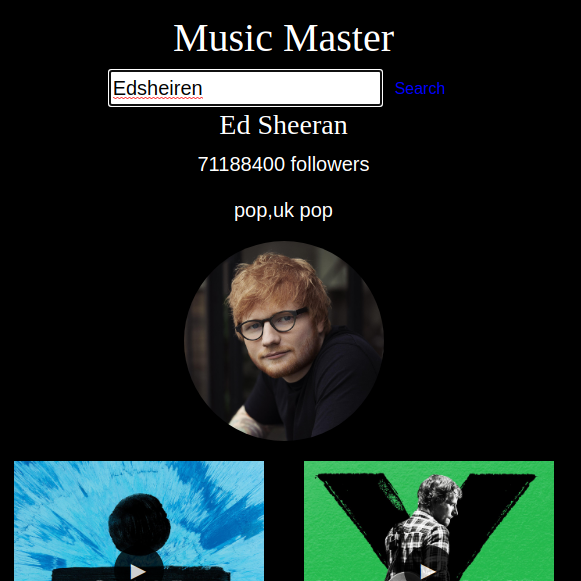 Music Master
Edsheiren
Search
Ed Sheeran
71188400 followers
pop,uk pop